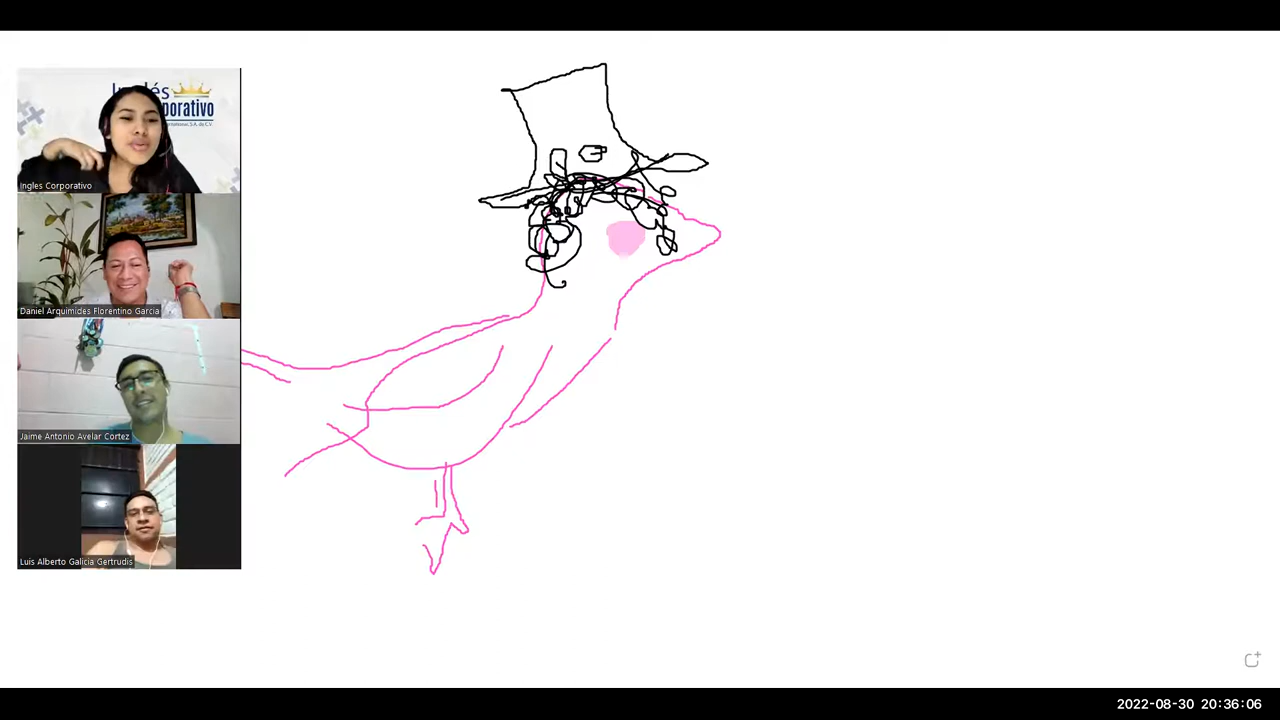 Inglés
Corporativo
Ingles Corporativo
Daniel Arquimides Florentino Garcia
Jaime Antonio Avelar Cortez
Luis Alberto Galicia Gertrudis
2022-08-30 20:36:06